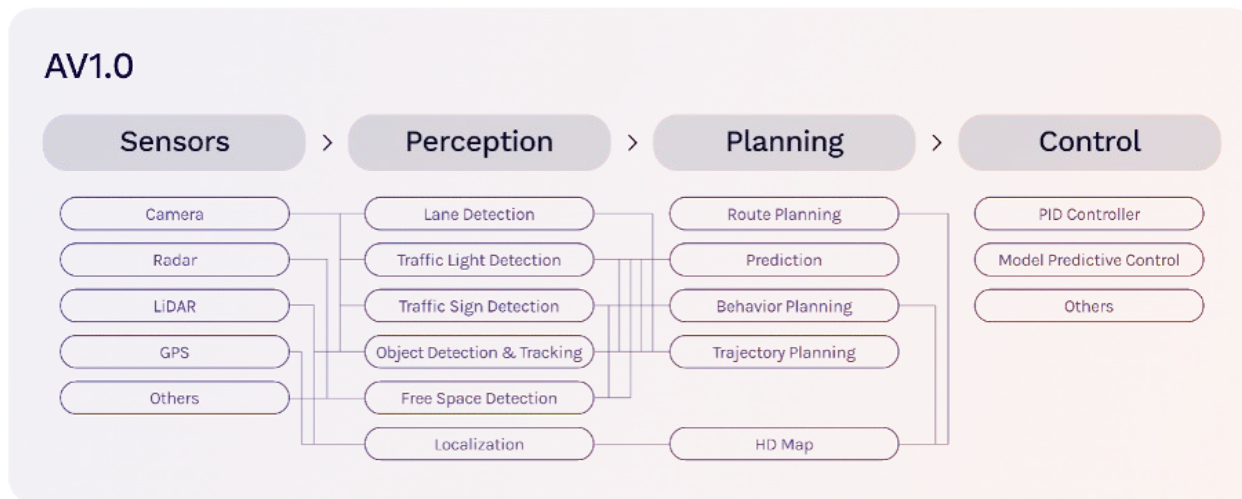 AV1.0
Sensors > Perception > Planning > Control
Camera Lane Detection Route Planning PID Controller
Radar Traffic Light Detection Prediction Model Predictive Control
LiDAR Traffic Sign Detection Behavior Planning Others
GPS Object Detection & Tracking Trajectory Planning
Others Free Space Detection
Localization HD Map